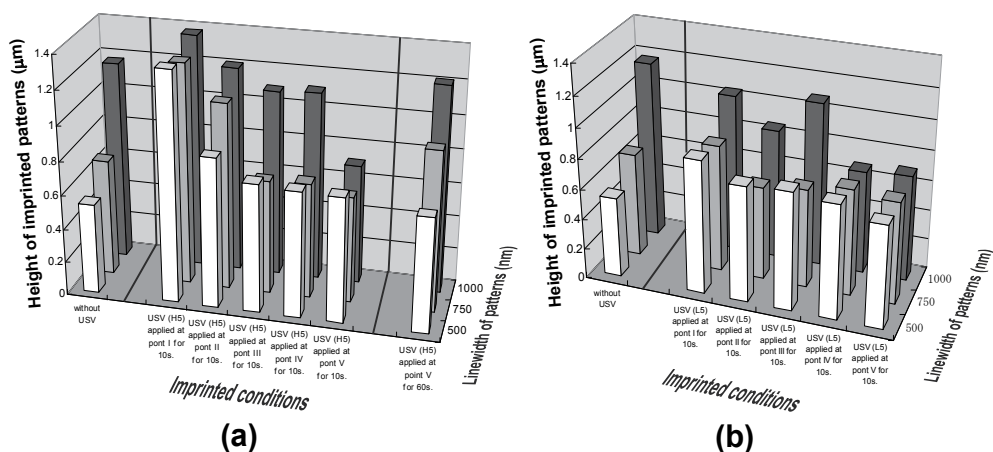 Height of imprinted patterns (μm)
1.4
1.2
1
0.8
0.6
0.4
0.2
0
without
USV
USV (H5)
applied at
pont I for
10s.
USV (H5)
applied at
pont II
for 10s.
USV (H5)
applied at
pont III
for 10s.
USV (H5)
applied at
pont IV
for 10s.
USV (H5)
applied at
pont V
for 10s.
USV (H5)
applied at
point V
for 60s.
1000
750
500
Linewidth of patterns (nm)
Imprinted conditions
(a)
Height of imprinted patterns (μm)
1.4
1.2
1
0.8
0.6
0.4
0.2
0
without
USV
USV (L5)
applied at
pont I for
10s.
USV (L5)
applied at
pont II for
10s.
USV (L5)
applied at
pont III for
10s.
USV (L5)
applied at
pont IV for
10s.
USV (L5)
applied at
pont V for
10s.
1000
750
500
Linewidth of patterns (nm)
Imprinted conditions
(b)